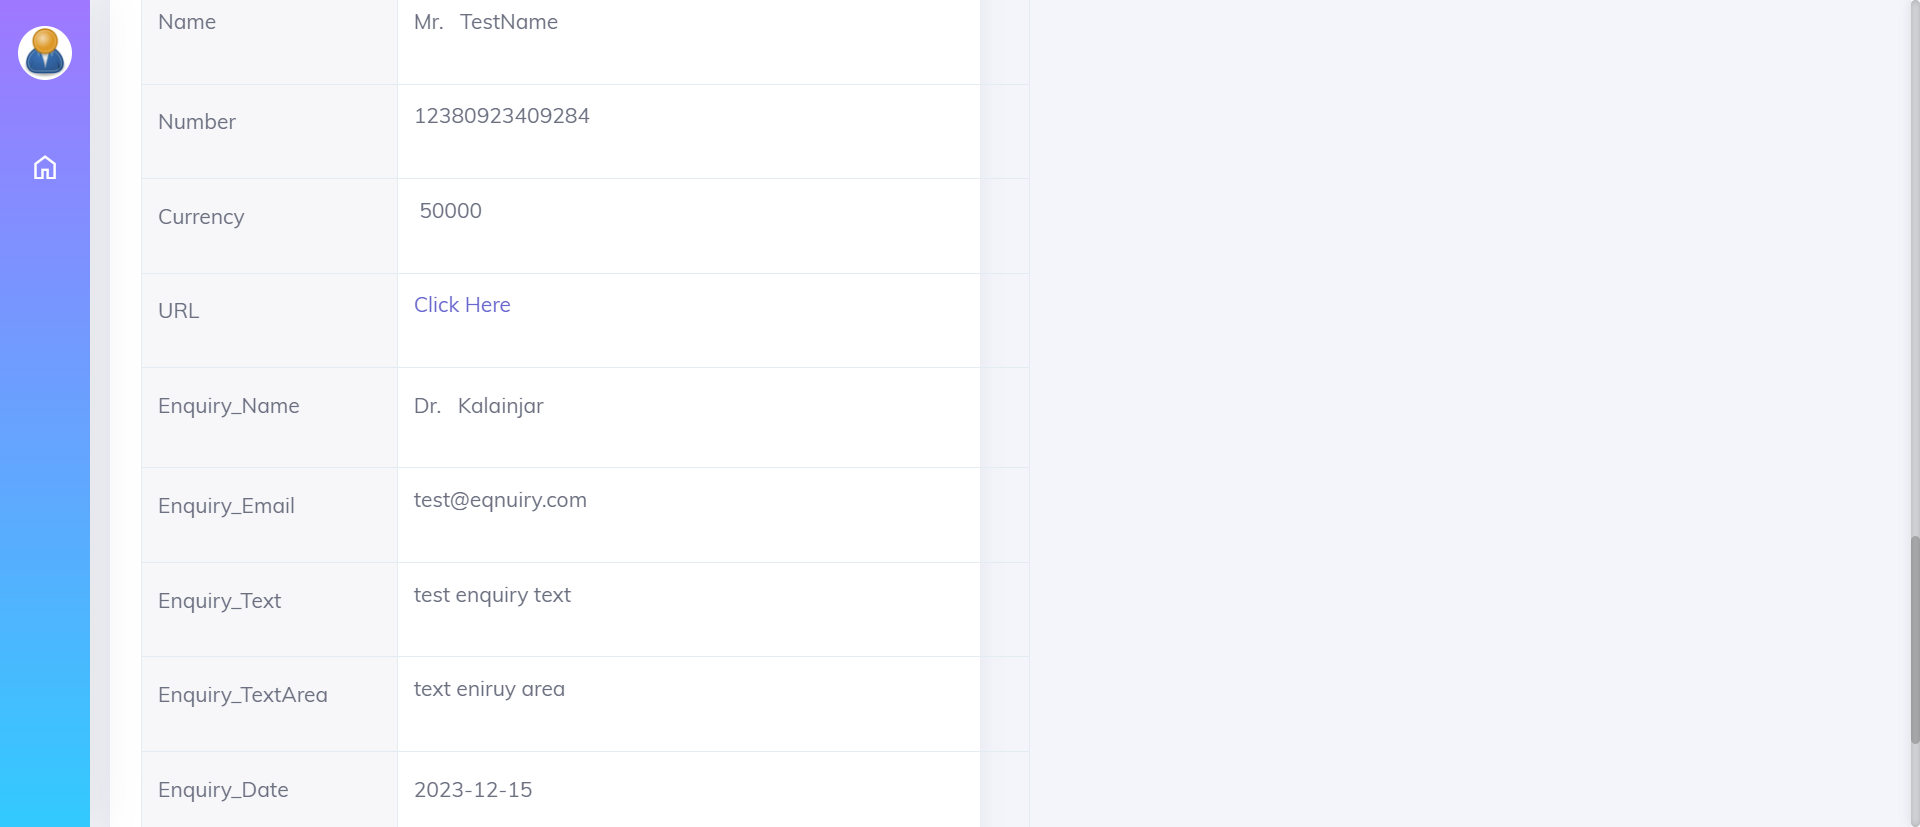 Name Mr. TestName
Number 12380923409284
Currency 50000
URL Click Here
Enquiry_Name Dr. Kalainjar
Enquiry_Email test@eqnuiry.com
Enquiry_Text test enquiry text
Enquiry_TextArea text eniruy area
Enquiry_Date 2023-12-15